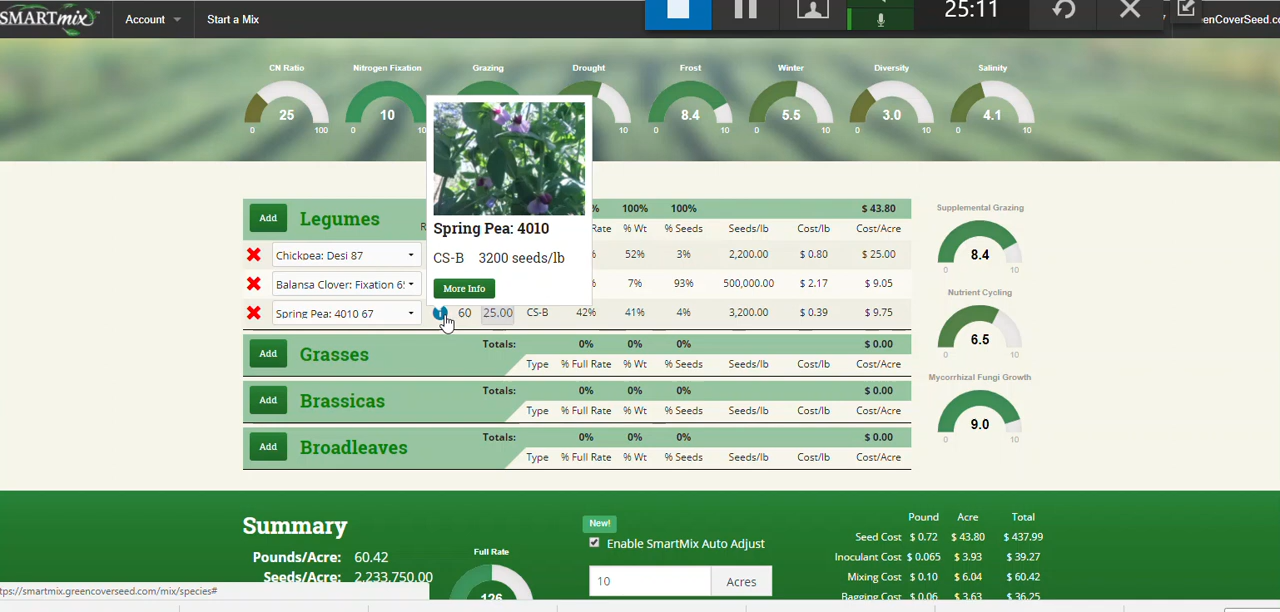 SMARTmix™ Account Start a Mix 25:11 enCoverSeed.co
CN Ratio Nitrogen Fixation Grazing Drought Frost Winter Diversity Salinity
25 10 8.4 5.5 3.0 4.1
0 100 0 10 10 0 10 0 10 0 10 0 10
Add Legumes % 100% 100% $ 43.80
R Rate % Wt % Seeds Seeds/lb Cost/lb Cost/Acre
Chickpea: Desi 87 52% 3% 2,200.00 $ 0.80 $ 25.00
Balansa Clover: Fixation 6 7% 93% 500,000.00 $ 2.17 $ 9.05
Spring Pea: 4010 67 60 25.00 CS-B 42% 41% 4% 3,200.00 $ 0.39 $ 9.75
Spring Pea: 4010
CS-B 3200 seeds/lb
More Info
Add Grasses Totals: 0% 0% 0% $ 0.00
Type % Full Rate % Wt % Seeds Seeds/lb Cost/lb Cost/Acre
Add Brassicas Totals: 0% 0% 0% $ 0.00
Type % Full Rate % Wt % Seeds Seeds/lb Cost/lb Cost/Acre
Add Broadleaves Totals: 0% 0% 0% $ 0.00
Type % Full Rate % Wt % Seeds Seeds/lb Cost/lb Cost/Acre
Supplemental Grazing
8.4
0 10
Nutrient Cycling
6.5
0 10
Mycorrhizal Fungi Growth
9.0
0 10
Summary
Pounds/Acre: 60.42
Seeds/Acre: 2,233,750.00
Full Rate
126
New!
Enable SmartMix Auto Adjust
10 Acres
Pound Acre Total
Seed Cost $ 0.72 $ 43.80 $ 437.99
Inoculant Cost $ 0.065 $ 3.93 $ 39.27
Mixing Cost $ 0.10 $ 6.04 $ 60.42
Bagging Cost $ 0.06 $ 3.63 $ 36.25
tps://smartmix.greencoverseed.com/mix/species#